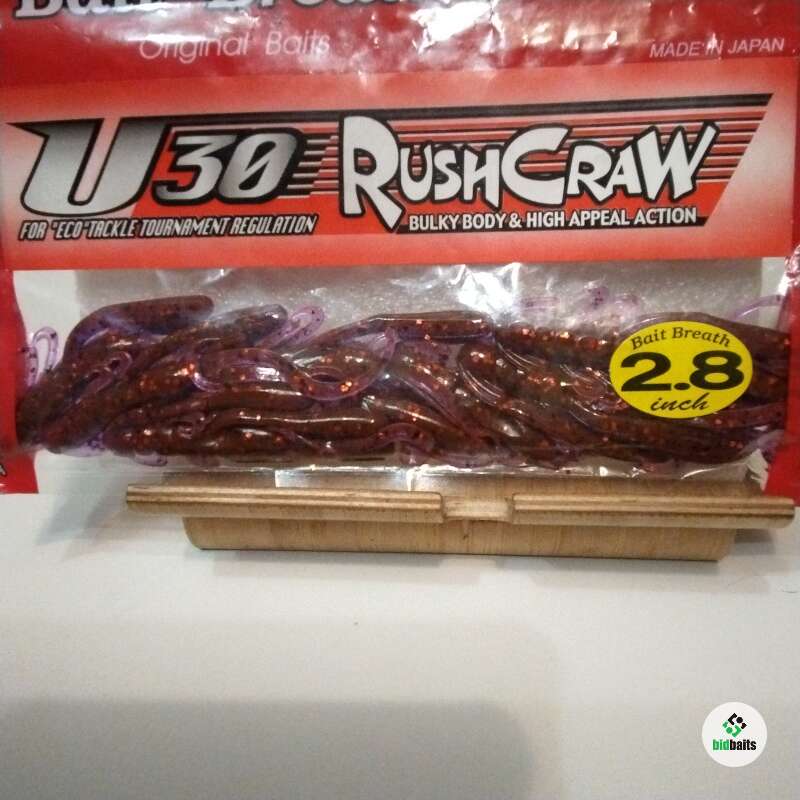 Original Baits
MADE IN JAPAN
U30 RUSHCRAW
FOR "ECO" TACKLE TOURNAMENT REGULATION
BULKY BODY & HIGH APPEAL ACTION
Bait Breath
2.8
inch
bidbaits